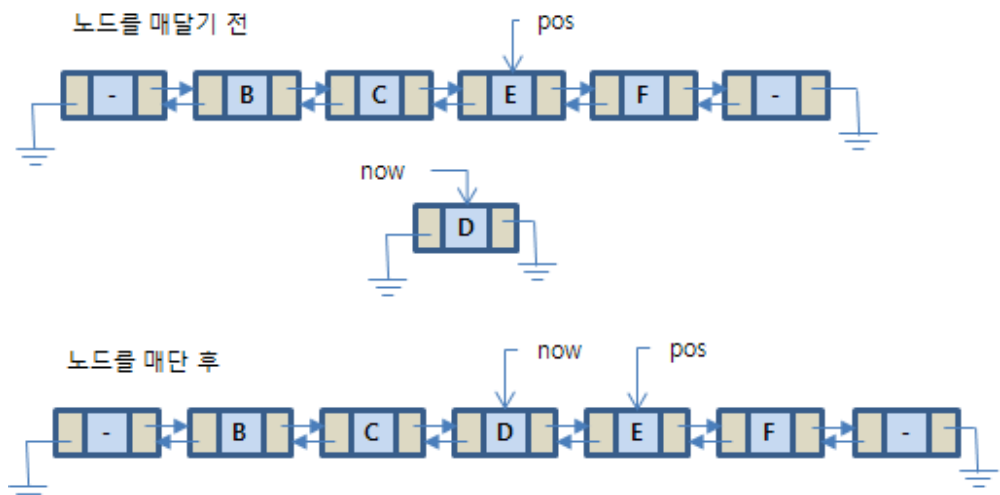 노드를 매달기 전
pos
- B C E F -
now
D
노드를 매단 후
now pos
- B C D E F -